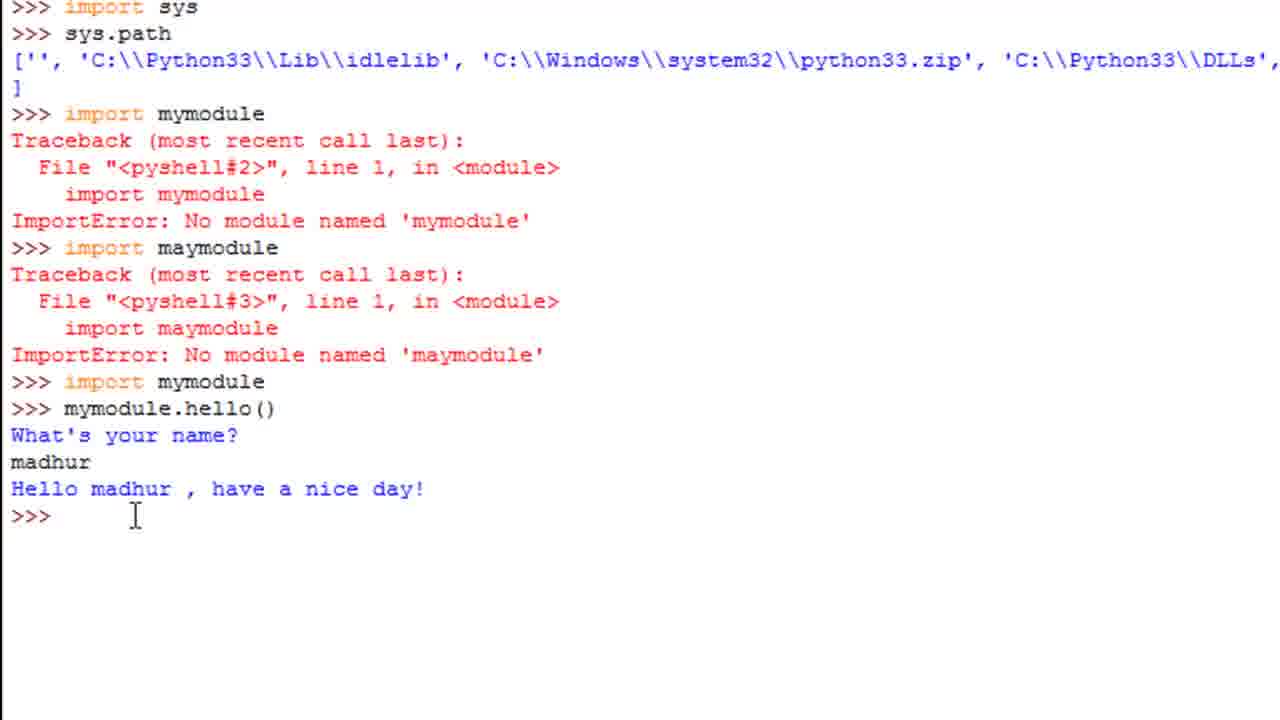 >>> import sys
>>> sys.path
['', 'C:\\Python33\\Lib\\idlelib', 'C:\\Windows\\system32\\python33.zip', 'C:\\Python33\\DLLs',
]
>>> import mymodule
Traceback (most recent call last):
  File "<pyshell#2>", line 1, in <module>
    import mymodule
ImportError: No module named 'mymodule'
>>> import maymodule
Traceback (most recent call last):
  File "<pyshell#3>", line 1, in <module>
    import maymodule
ImportError: No module named 'maymodule'
>>> import mymodule
>>> mymodule.hello()
What's your name?
madhur
Hello madhur , have a nice day!
>>>